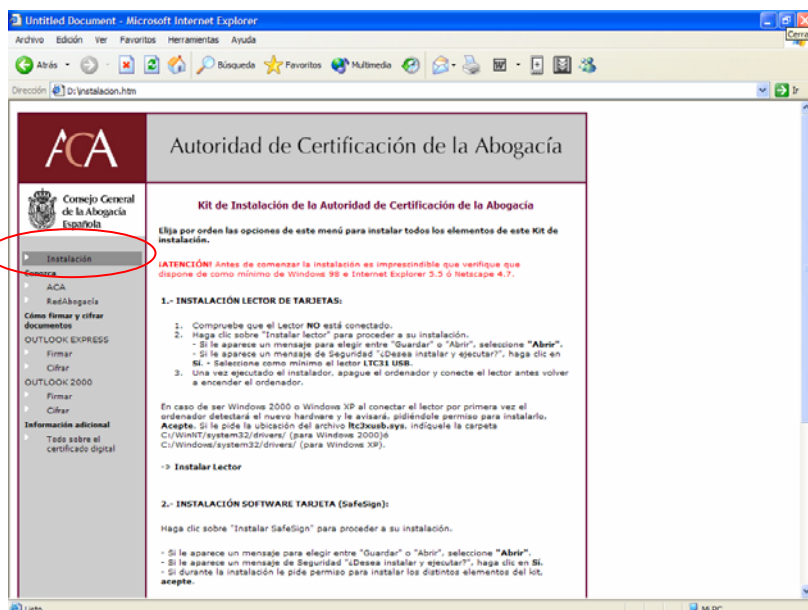 Untitled Document - Microsoft Internet Explorer
Cerra
Archivo Edición Ver Favoritos Herramientas Ayuda
Atrás Búsqueda Favoritos Multimedia
Dirección D:\instalacion.htm Ir
ACA
Autoridad de Certificación de la Abogacía
Consejo General
de la Abogacía
Española
Instalación
Conozca
ACA
RedAbogacía
Cómo firmar y cifrar
documentos
OUTLOOK EXPRESS
Firmar
Cifrar
OUTLOOK 2000
Firmar
Cifrar
Información adicional
Todo sobre el
certificado digital
Kit de Instalación de la Autoridad de Certificación de la Abogacía
Elija por orden las opciones de este menú para instalar todos los elementos de este Kit de
instalación.
¡ATENCIÓN! Antes de comenzar la instalación es imprescindible que verifique que
dispone de como mínimo de Windows 98 e Internet Explorer 5.5 ó Netscape 4.7.
1.- INSTALACIÓN LECTOR DE TARJETAS:
1. Compruebe que el Lector NO está conectado.
2. Haga clic sobre "Instalar lector" para proceder a su instalación.
- Si le aparece un mensaje para elegir entre "Guardar" o "Abrir", seleccione "Abrir".
- Si le aparece un mensaje de Seguridad "¿Desea instalar y ejecutar?", haga clic en
Sí. - Seleccione como mínimo el lector LTC31 USB.
3. Una vez ejecutado el instalador, apague el ordenador y conecte el lector antes volver
a encender el ordenador.
En caso de ser Windows 2000 o Windows XP al conectar el lector por primera vez el
ordenador detectará el nuevo hardware y le avisará, pidiéndole permiso para instalarlo.
Acepte. Si le pide la ubicación del archivo ltc3xusb.sys, indíquele la carpeta
C:/WinNT/system32/drivers/ (para Windows 2000)ó
C:/Windows/system32/drivers/ (para Windows XP).
-> Instalar Lector
2.- INSTALACIÓN SOFTWARE TARJETA (SafeSign):
Haga clic sobre "Instalar SafeSign" para proceder a su instalación.
- Si le aparece un mensaje para elegir entre "Guardar" o "Abrir", seleccione "Abrir".
- Si le aparece un mensaje de Seguridad "¿Desea instalar y ejecutar?", haga clic en Sí.
- Si durante la instalación le pide permiso para instalar los distintos elementos del kit,
acepte.
Listo Mi PC